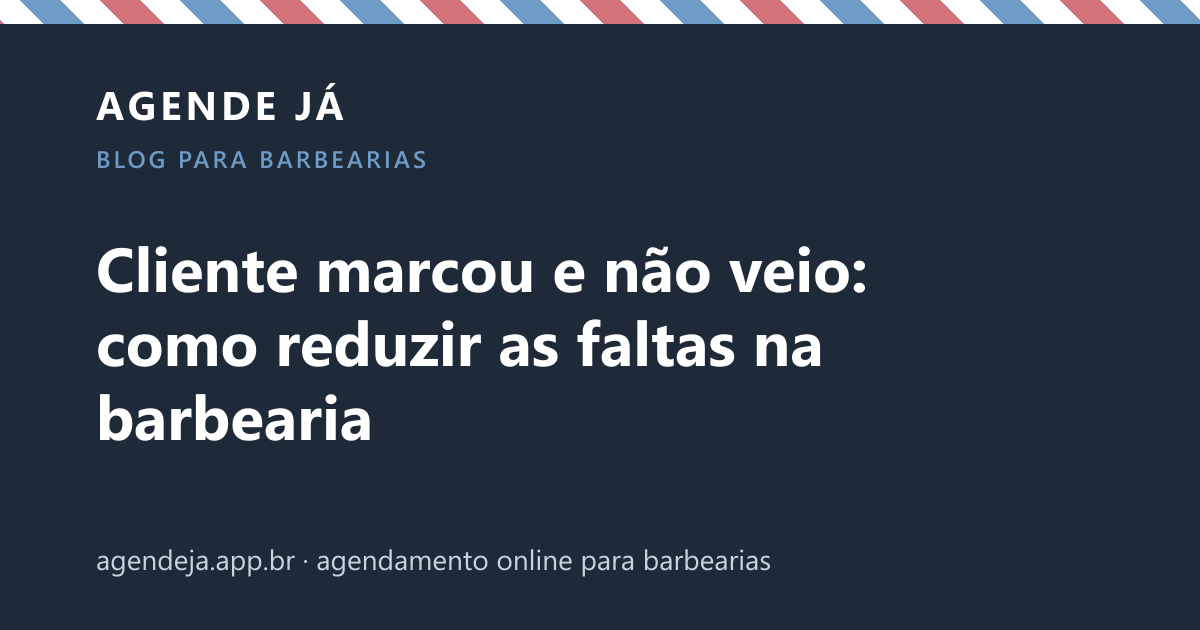 AGENDE JÁ
BLOG PARA BARBEARIAS
Cliente marcou e não veio:
como reduzir as faltas na
barbearia
agendeja.app.br · agendamento online para barbearias